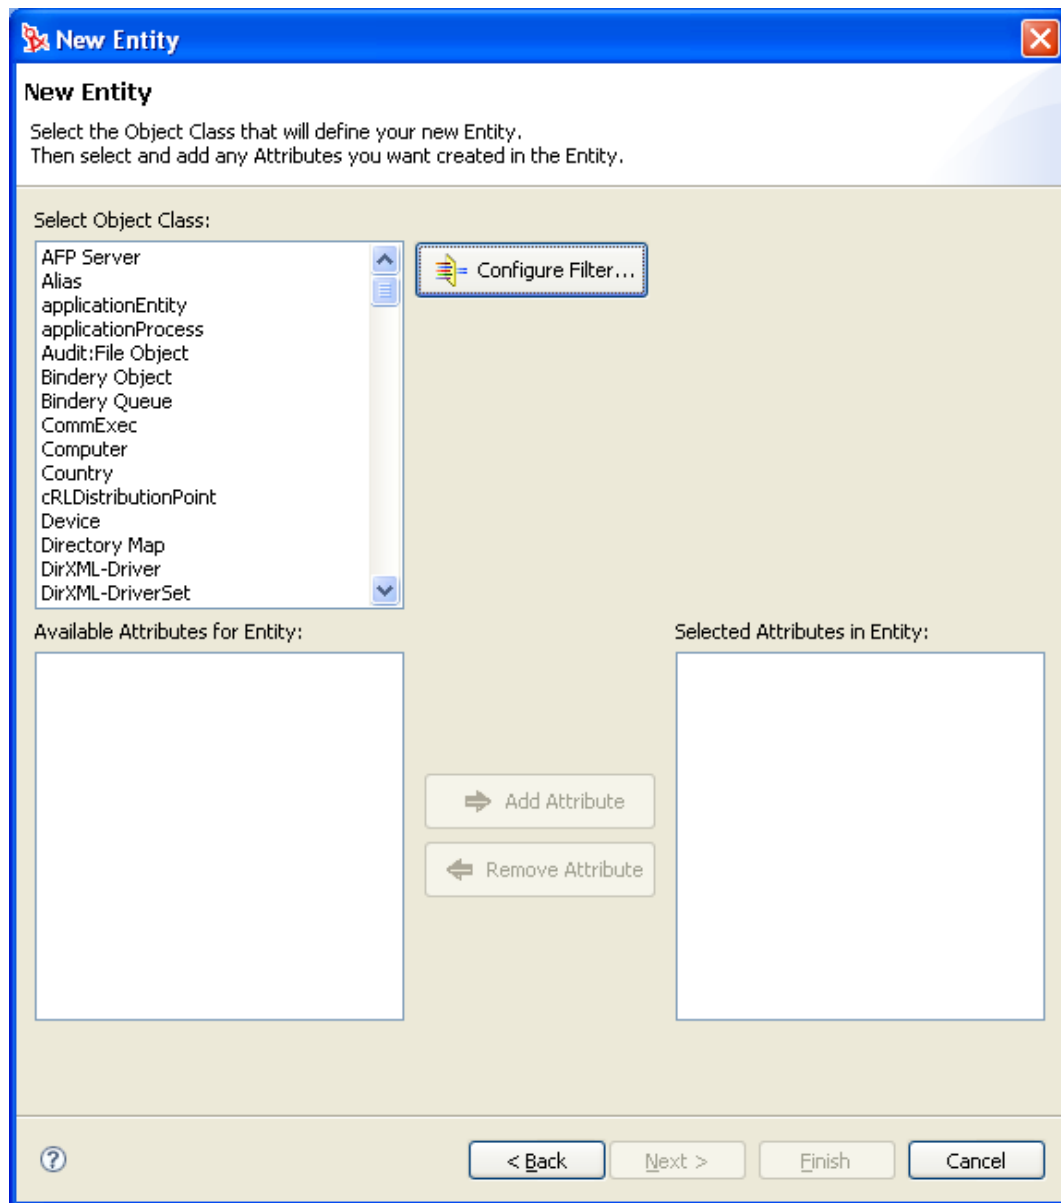 New Entity
New Entity
Select the Object Class that will define your new Entity.
Then select and add any Attributes you want created in the Entity.
Select Object Class:
AFP Server
Alias
applicationEntity
applicationProcess
Audit:File Object
Bindery Object
Bindery Queue
CommExec
Computer
Country
cRLDistributionPoint
Device
Directory Map
DirXML-Driver
DirXML-DriverSet
Configure Filter...
Available Attributes for Entity:
Selected Attributes in Entity:
Add Attribute
Remove Attribute
?
< Back
Next >
Finish
Cancel